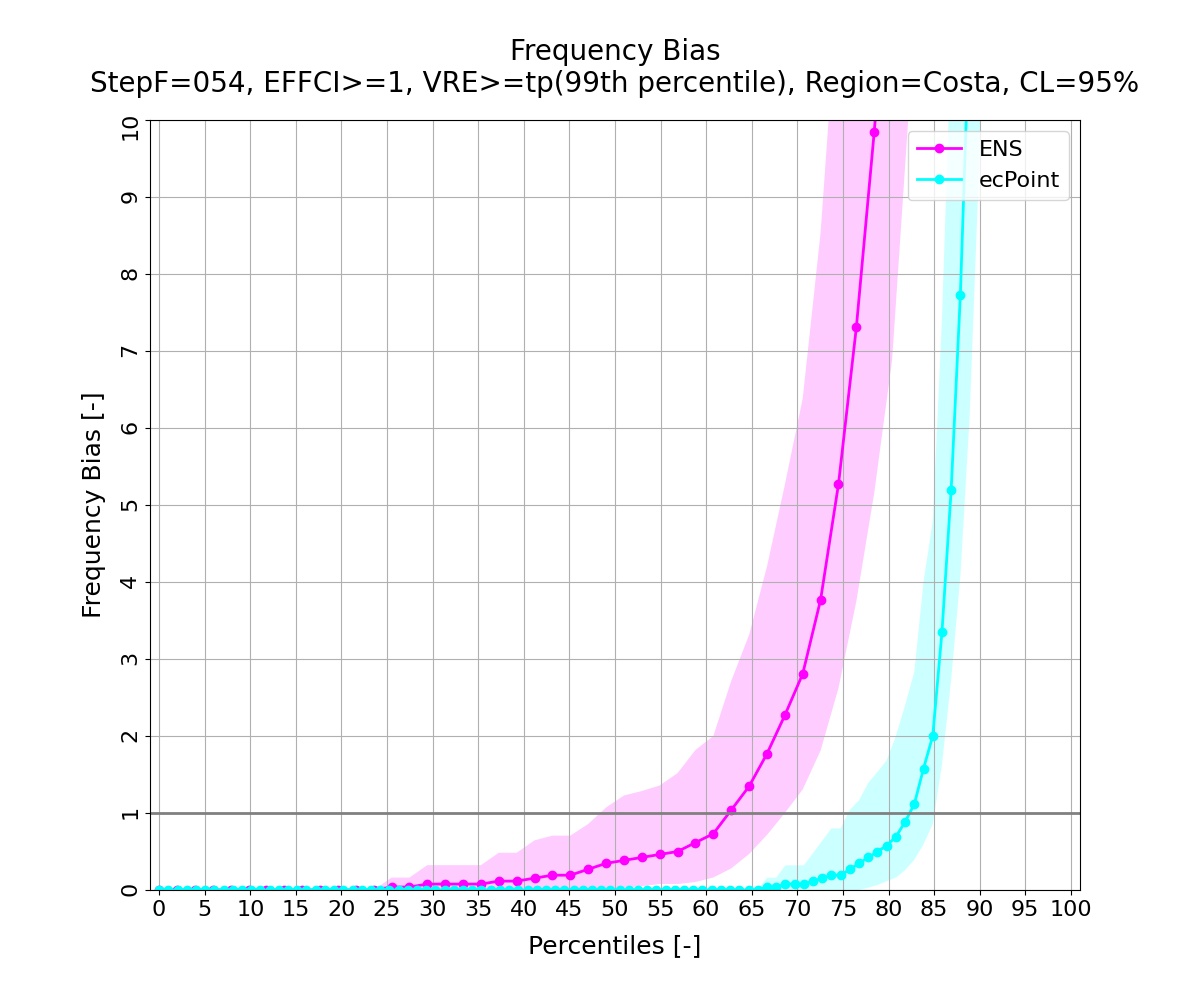 Frequency Bias
StepF=054, EFFCI>=1, VRE>=tp(99th percentile), Region=Costa, CL=95%
10
9
8
7
6
5
4
3
2
1
0
Frequency Bias [-]
ENS
ecPoint
0 5 10 15 20 25 30 35 40 45 50 55 60 65 70 75 80 85 90 95 100
Percentiles [-]